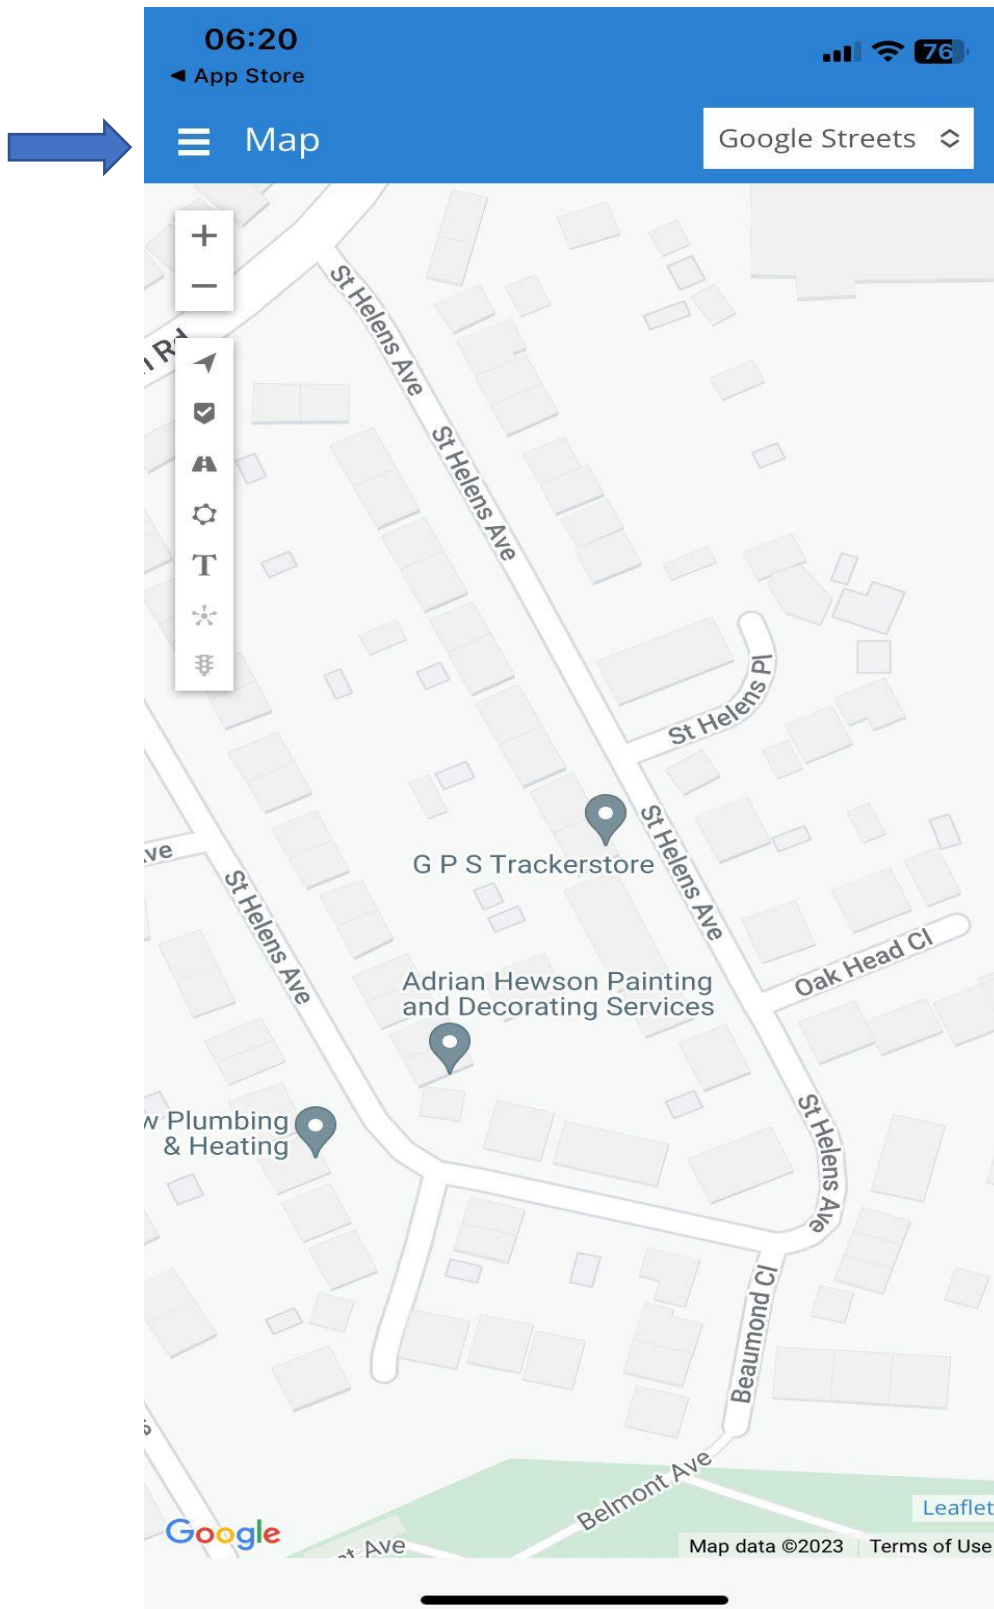 06:20
76
App Store
Map
Google Streets
Rd
St Helens Ave
St Helens Ave
T
St Helens Pl
St Helens Ave
G P S Trackerstore
St Helens Ave
Oak Head Cl
Adrian Hewson Painting
and Decorating Services
St Helens Ave
w Plumbing
& Heating
Beaumond Cl
Belmont Ave
Leaflet
Google
Ave
Map data ©2023
Terms of Use